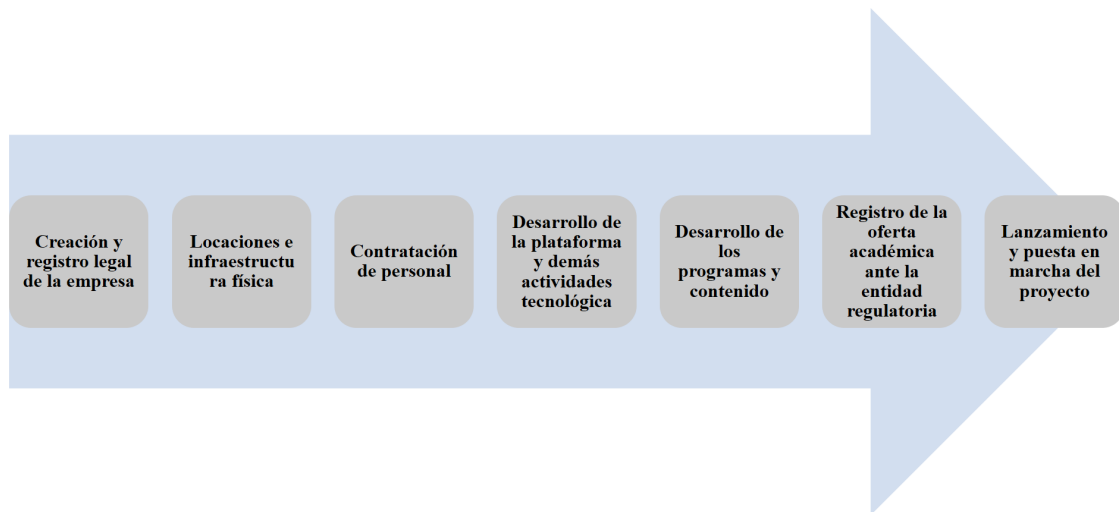 Creación y
registro legal
de la empresa
Locaciones e
infraestructu
ra física
Contratación
de personal
Desarrollo de
la plataforma
y demás
actividades
tecnológica
Desarrollo de
los
programas y
contenido
Registro de la
oferta
académica
ante la
entidad
regulatoria
Lanzamiento
y puesta en
marcha del
proyecto